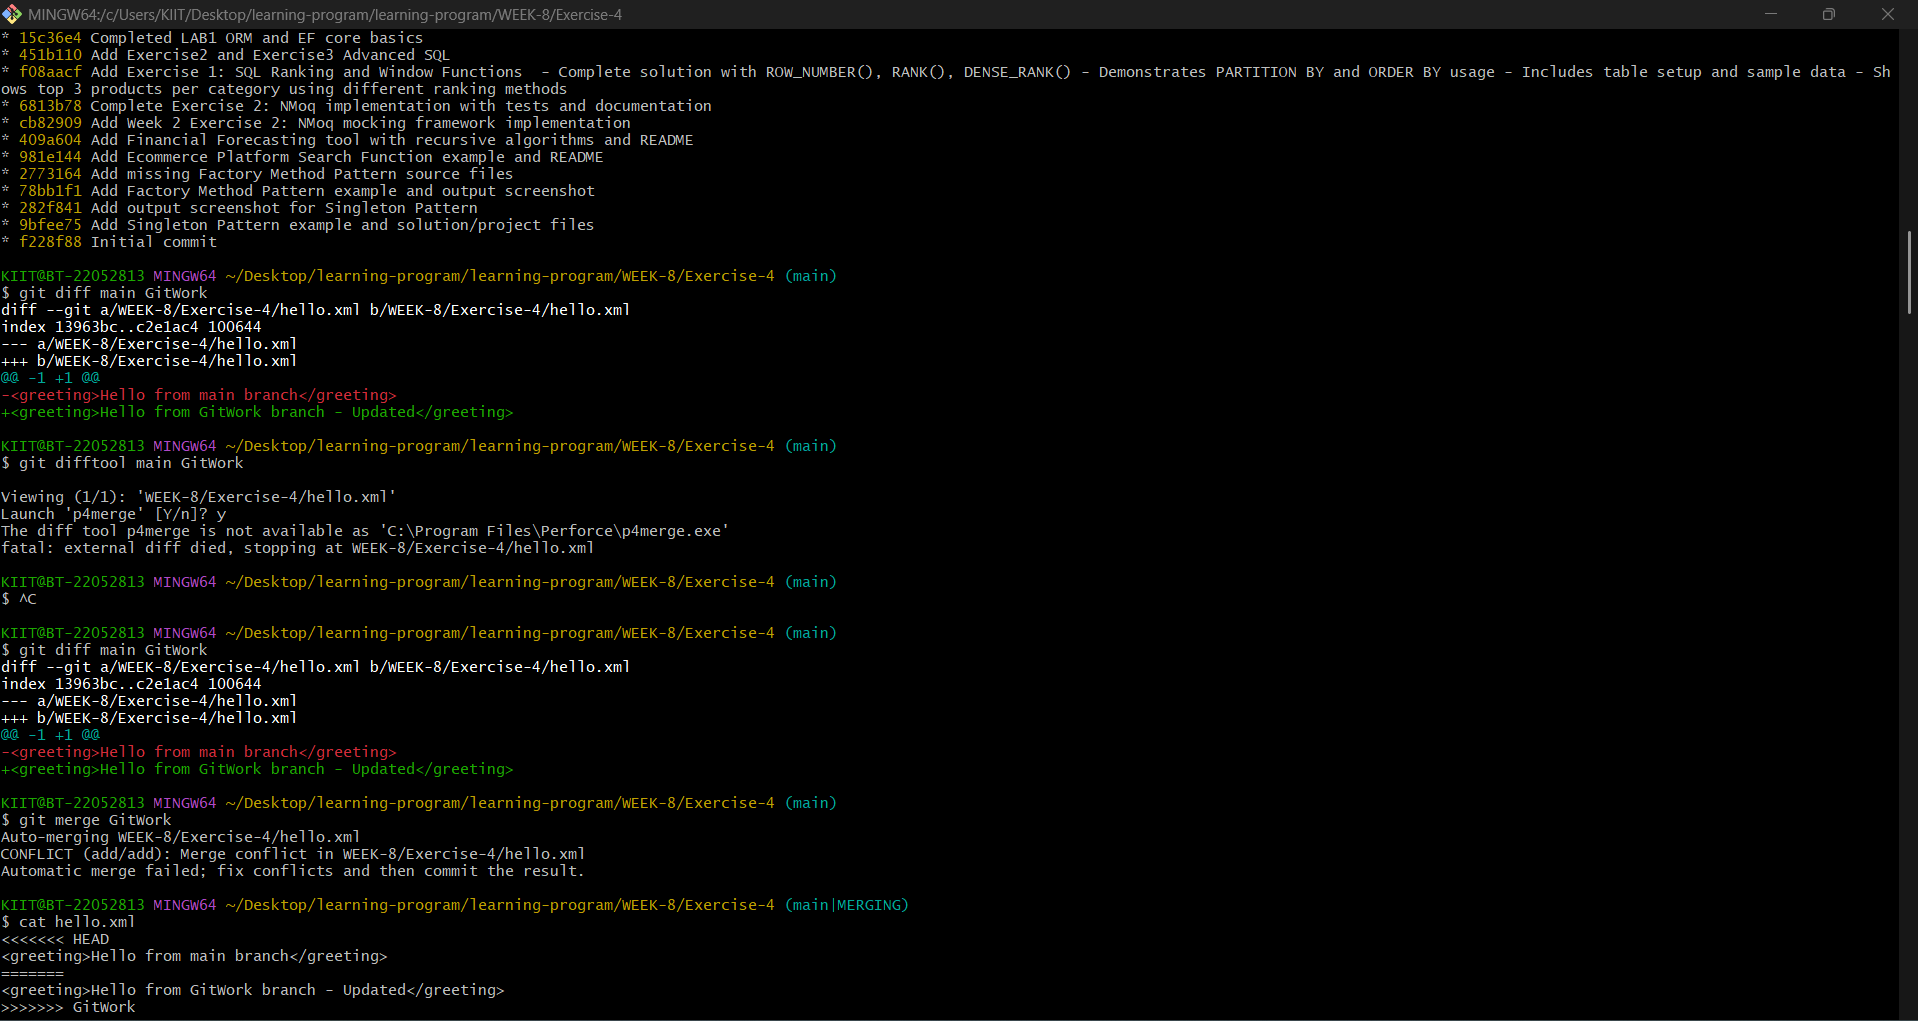 MINGW64:/c/Users/KIIT/Desktop/learning-program/learning-program/WEEK-8/Exercise-4
* 15c36e4 Completed LAB1 ORM and EF core basics
* 451b110 Add Exercise2 and Exercise3 Advanced SQL
* f08aacf Add Exercise 1: SQL Ranking and Window Functions  - Complete solution with ROW_NUMBER(), RANK(), DENSE_RANK() - Demonstrates PARTITION BY and ORDER BY usage - Includes table setup and sample data - Sh
ows top 3 products per category using different ranking methods
* 6813b78 Complete Exercise 2: NMoq implementation with tests and documentation
* cb82909 Add Week 2 Exercise 2: NMoq mocking framework implementation
* 409a604 Add Financial Forecasting tool with recursive algorithms and README
* 981e144 Add Ecommerce Platform Search Function example and README
* 2773164 Add missing Factory Method Pattern source files
* 78bb1f1 Add Factory Method Pattern example and output screenshot
* 282f841 Add output screenshot for Singleton Pattern
* 9bfee75 Add Singleton Pattern example and solution/project files
* f228f88 Initial commit
KIIT@BT-22052813 MINGW64 ~/Desktop/learning-program/learning-program/WEEK-8/Exercise-4 (main)
$ git diff main GitWork
diff --git a/WEEK-8/Exercise-4/hello.xml b/WEEK-8/Exercise-4/hello.xml
index 13963bc..c2e1ac4 100644
--- a/WEEK-8/Exercise-4/hello.xml
+++ b/WEEK-8/Exercise-4/hello.xml
@@ -1 +1 @@
-<greeting>Hello from main branch</greeting>
+<greeting>Hello from GitWork branch - Updated</greeting>
KIIT@BT-22052813 MINGW64 ~/Desktop/learning-program/learning-program/WEEK-8/Exercise-4 (main)
$ git difftool main GitWork
Viewing (1/1): 'WEEK-8/Exercise-4/hello.xml'
Launch 'p4merge' [Y/n]? y
The diff tool p4merge is not available as 'C:\Program Files\Perforce\p4merge.exe'
fatal: external diff died, stopping at WEEK-8/Exercise-4/hello.xml
KIIT@BT-22052813 MINGW64 ~/Desktop/learning-program/learning-program/WEEK-8/Exercise-4 (main)
$ ^C
KIIT@BT-22052813 MINGW64 ~/Desktop/learning-program/learning-program/WEEK-8/Exercise-4 (main)
$ git diff main GitWork
diff --git a/WEEK-8/Exercise-4/hello.xml b/WEEK-8/Exercise-4/hello.xml
index 13963bc..c2e1ac4 100644
--- a/WEEK-8/Exercise-4/hello.xml
+++ b/WEEK-8/Exercise-4/hello.xml
@@ -1 +1 @@
-<greeting>Hello from main branch</greeting>
+<greeting>Hello from GitWork branch - Updated</greeting>
KIIT@BT-22052813 MINGW64 ~/Desktop/learning-program/learning-program/WEEK-8/Exercise-4 (main)
$ git merge GitWork
Auto-merging WEEK-8/Exercise-4/hello.xml
CONFLICT (add/add): Merge conflict in WEEK-8/Exercise-4/hello.xml
Automatic merge failed; fix conflicts and then commit the result.
KIIT@BT-22052813 MINGW64 ~/Desktop/learning-program/learning-program/WEEK-8/Exercise-4 (main|MERGING)
$ cat hello.xml
<<<<<<< HEAD
<greeting>Hello from main branch</greeting>
=======
<greeting>Hello from GitWork branch - Updated</greeting>
>>>>>>> GitWork